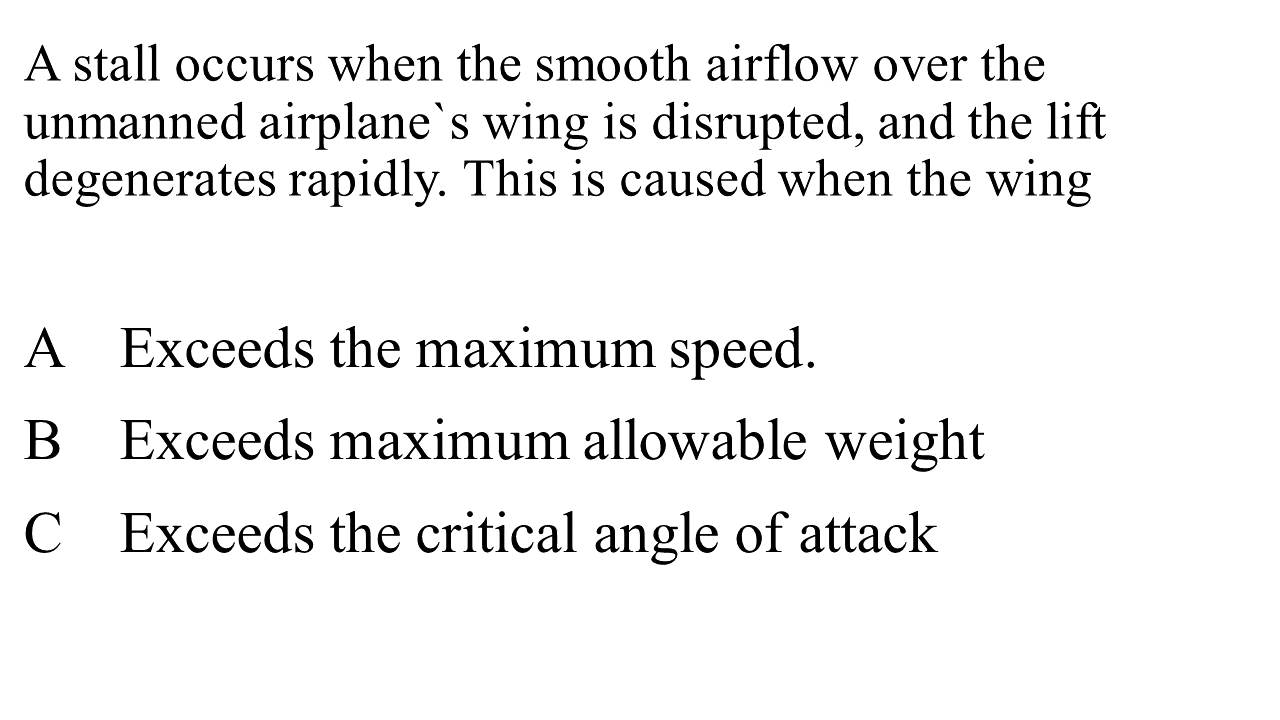 A stall occurs when the smooth airflow over the
unmanned airplane`s wing is disrupted, and the lift
degenerates rapidly. This is caused when the wing
A Exceeds the maximum speed.
B Exceeds maximum allowable weight
C Exceeds the critical angle of attack